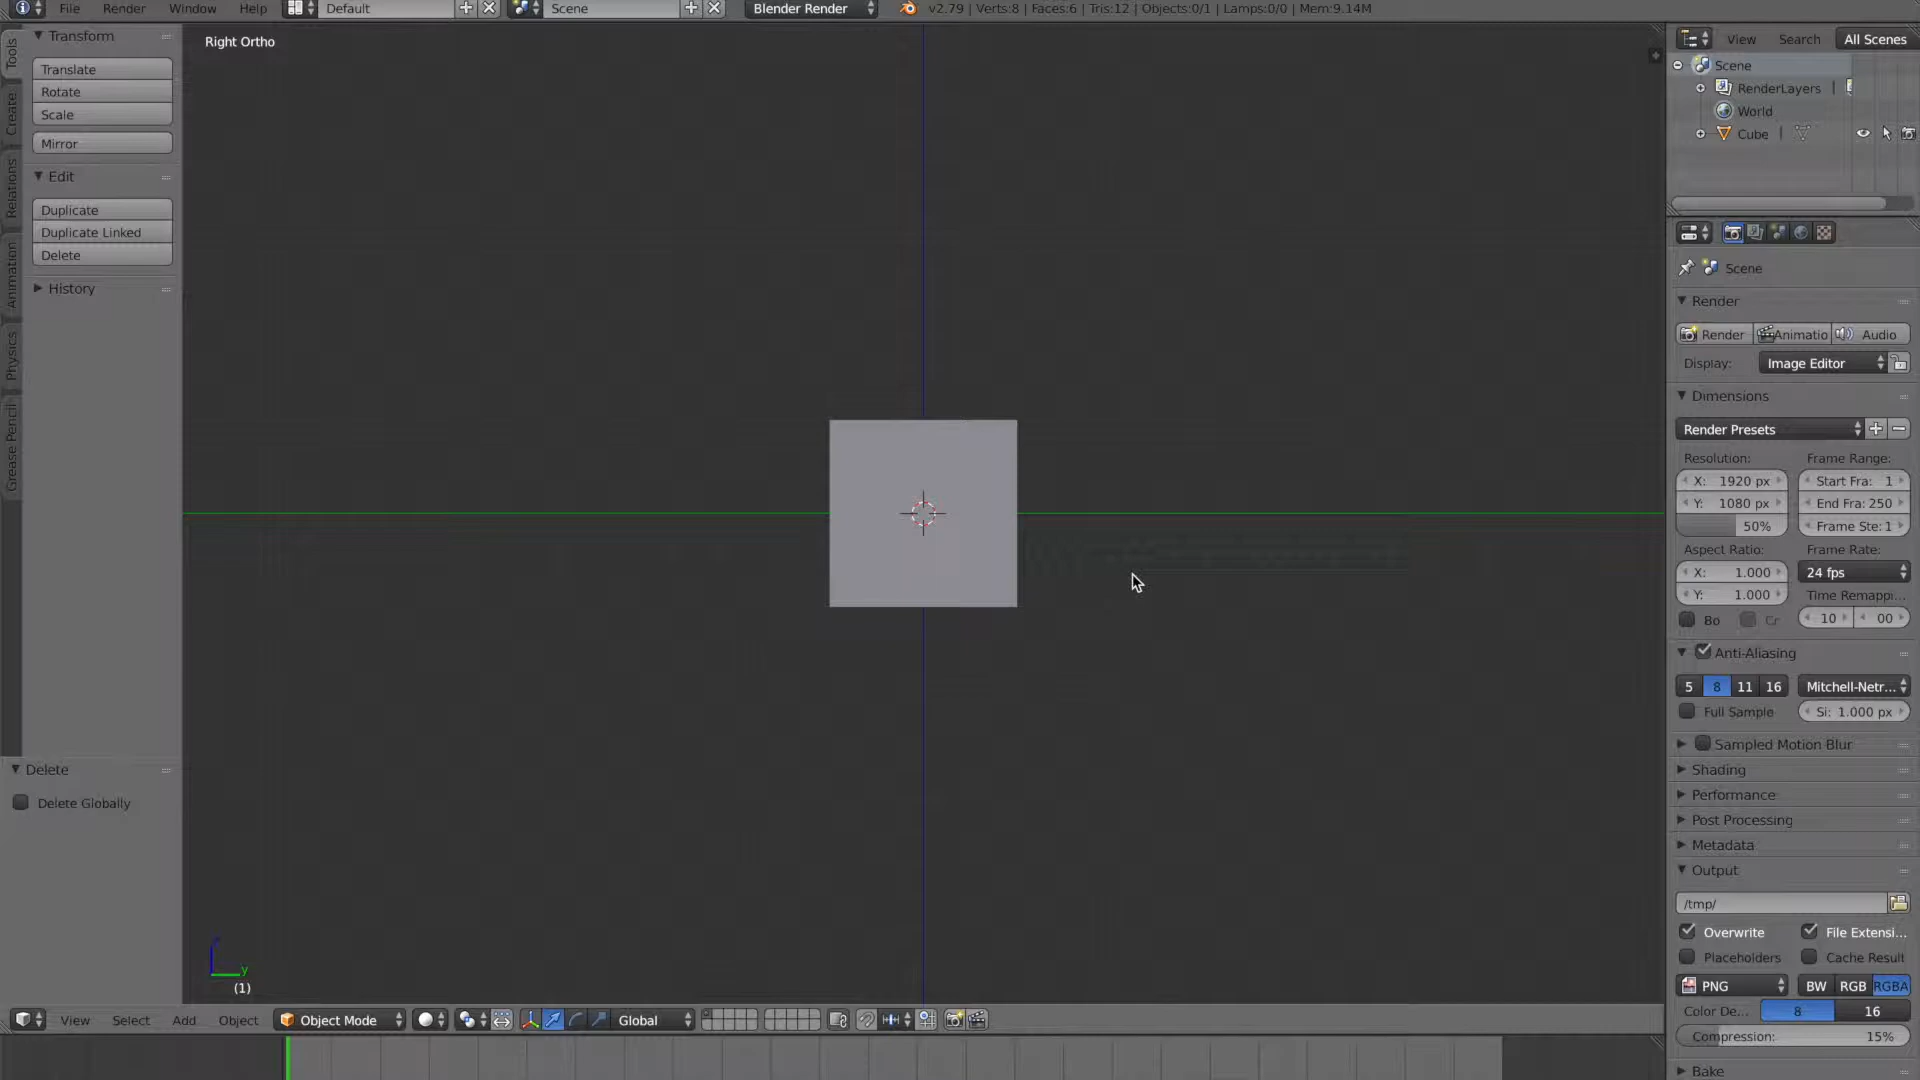 File Render Window Help Default Scene Blender Render v2.79 | Verts:8 | Faces:6 | Tris:12 | Objects:0/1 | Lamps:0/0 | Mem:9.14M
Tools
Create
Relations
Animation
Physics
Grease Pencil
Transform
Translate
Rotate
Scale
Mirror
Edit
Duplicate
Duplicate Linked
Delete
History
Delete
Delete Globally
Right Ortho
y
(1)
View Select Add Object Object Mode Global
View Search All Scenes
Scene
RenderLayers
World
Cube
Scene
Render
Render Animatio Audio
Display: Image Editor
Dimensions
Render Presets
Resolution: Frame Range:
X: 1920 px Start Fra: 1
Y: 1080 px End Fra: 250
50% Frame Ste: 1
Aspect Ratio: Frame Rate:
X: 1.000 24 fps
Y: 1.000 Time Remappi...
Bo Cr 10 00
Anti-Aliasing
5 8 11 16 Mitchell-Netr...
Full Sample Si: 1.000 px
Sampled Motion Blur
Shading
Performance
Post Processing
Metadata
Output
/tmp/
Overwrite File Extensi...
Placeholders Cache Result
PNG BW RGB RGBA
Color De... 8 16
Compression: 15%
Bake